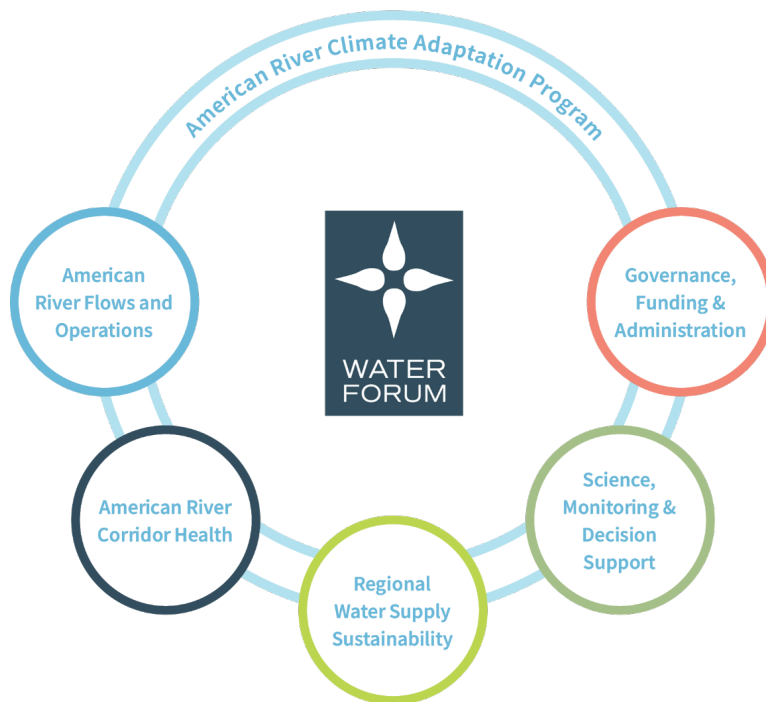 American River Climate Adaptation Program
American
River Flows and
Operations
Governance,
Funding &
Administration
WATER
FORUM
American River
Corridor Health
Science,
Monitoring &
Decision
Support
Regional
Water Supply
Sustainability